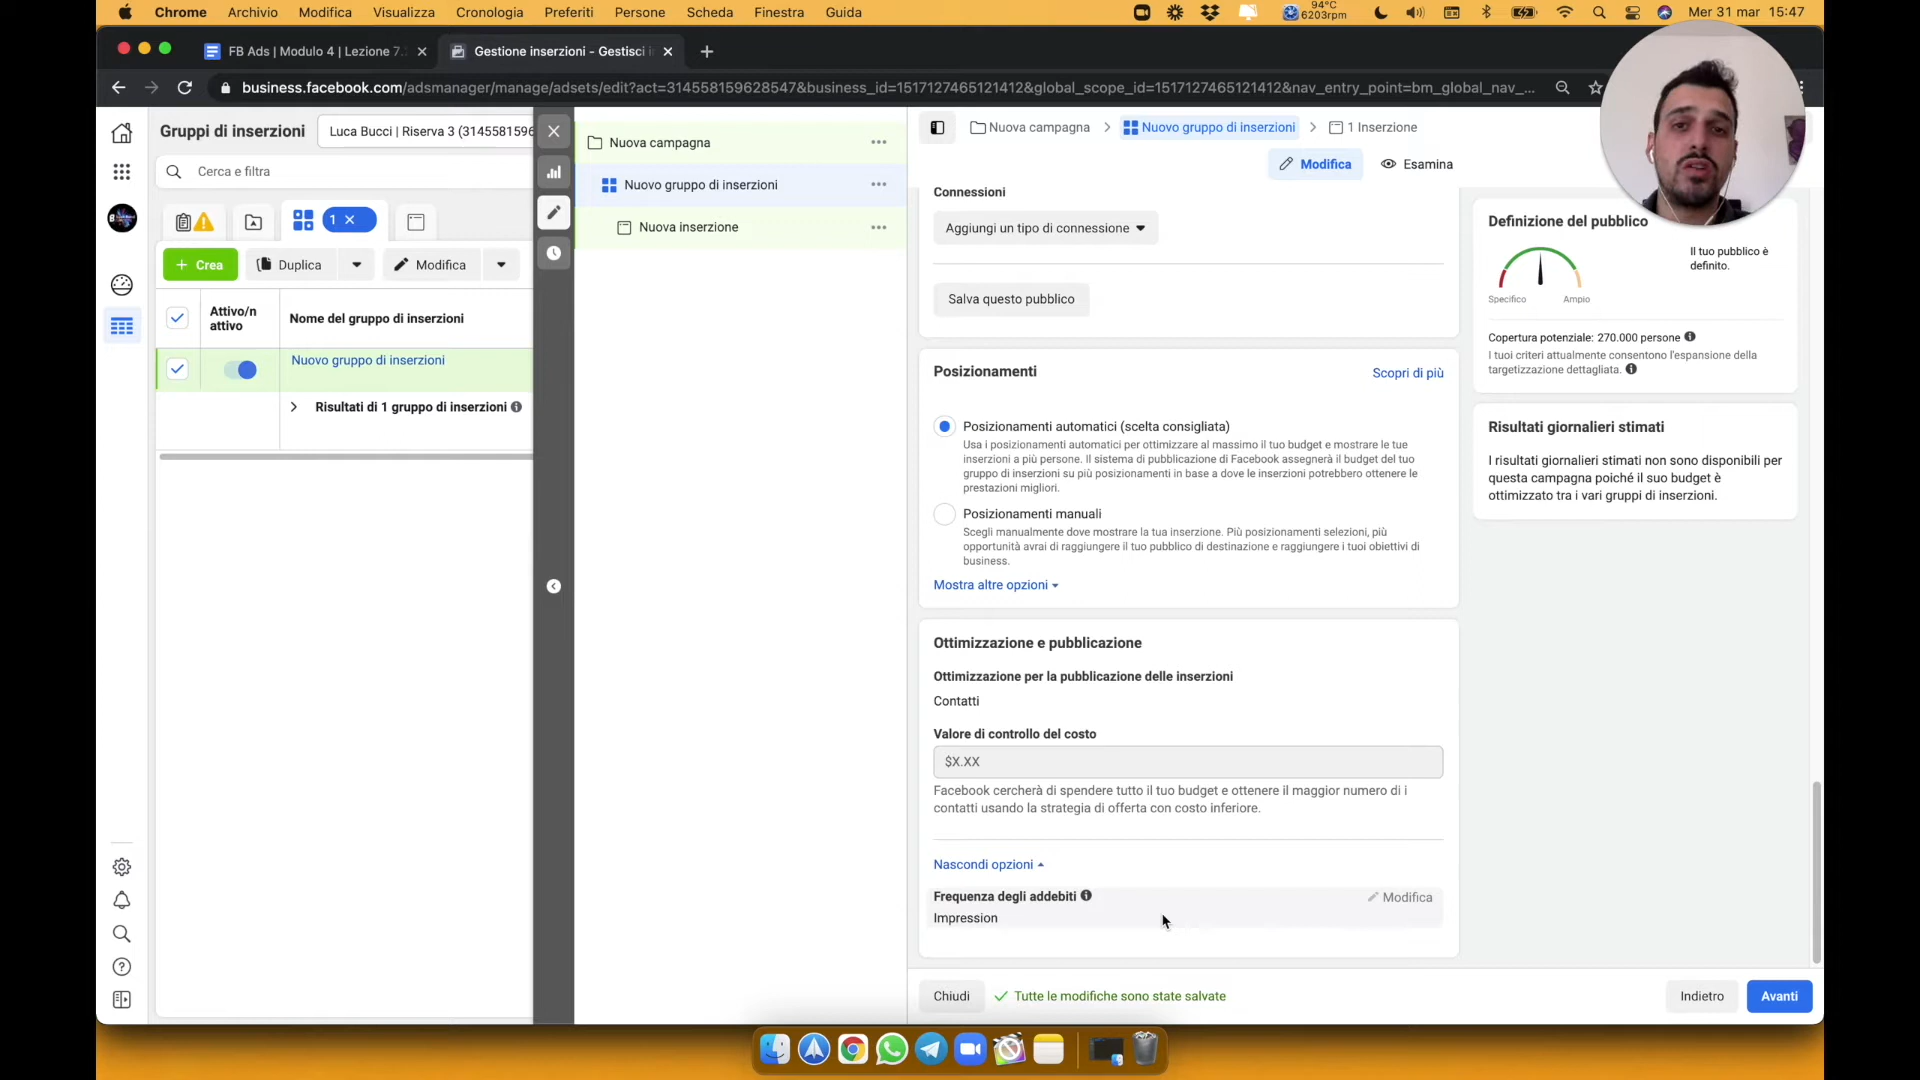 Chrome Archivio Modifica Visualizza Cronologia Preferiti Persone Scheda Finestra Guida
94°C
6203rpm
Mer 31 mar 15:47
FB Ads | Modulo 4 | Lezione 7.
Gestione inserzioni - Gestisci i
business.facebook.com/adsmanager/manage/adsets/edit?act=314558159628547&business_id=1517127465121412&global_scope_id=1517127465121412&nav_entry_point=bm_global_nav_...
Gruppi di inserzioni
Luca Bucci | Riserva 3 (3145581596
Cerca e filtra
1
Crea
Duplica
Modifica
Attivo/n
attivo
Nome del gruppo di inserzioni
Nuovo gruppo di inserzioni
Risultati di 1 gruppo di inserzioni
Nuova campagna
Nuovo gruppo di inserzioni
Nuova inserzione
Nuova campagna
Nuovo gruppo di inserzioni
1 Inserzione
Modifica
Esamina
Connessioni
Aggiungi un tipo di connessione
Salva questo pubblico
Posizionamenti
Scopri di più
Posizionamenti automatici (scelta consigliata)
Usa i posizionamenti automatici per ottimizzare al massimo il tuo budget e mostrare le tue
inserzioni a più persone. Il sistema di pubblicazione di Facebook assegnerà il budget del tuo
gruppo di inserzioni su più posizionamenti in base a dove le inserzioni potrebbero ottenere le
prestazioni migliori.
Posizionamenti manuali
Scegli manualmente dove mostrare la tua inserzione. Più posizionamenti selezioni, più
opportunità avrai di raggiungere il tuo pubblico di destinazione e raggiungere i tuoi obiettivi di
business.
Mostra altre opzioni
Ottimizzazione e pubblicazione
Ottimizzazione per la pubblicazione delle inserzioni
Contatti
Valore di controllo del costo
$X.XX
Facebook cercherà di spendere tutto il tuo budget e ottenere il maggior numero di i
contatti usando la strategia di offerta con costo inferiore.
Nascondi opzioni
Frequenza degli addebiti
Modifica
Impression
Chiudi
Tutte le modifiche sono state salvate
Indietro
Avanti
Definizione del pubblico
Il tuo pubblico è
definito.
Specifico
Ampio
Copertura potenziale: 270.000 persone
I tuoi criteri attualmente consentono l'espansione della
targetizzazione dettagliata.
Risultati giornalieri stimati
I risultati giornalieri stimati non sono disponibili per
questa campagna poiché il suo budget è
ottimizzato tra i vari gruppi di inserzioni.